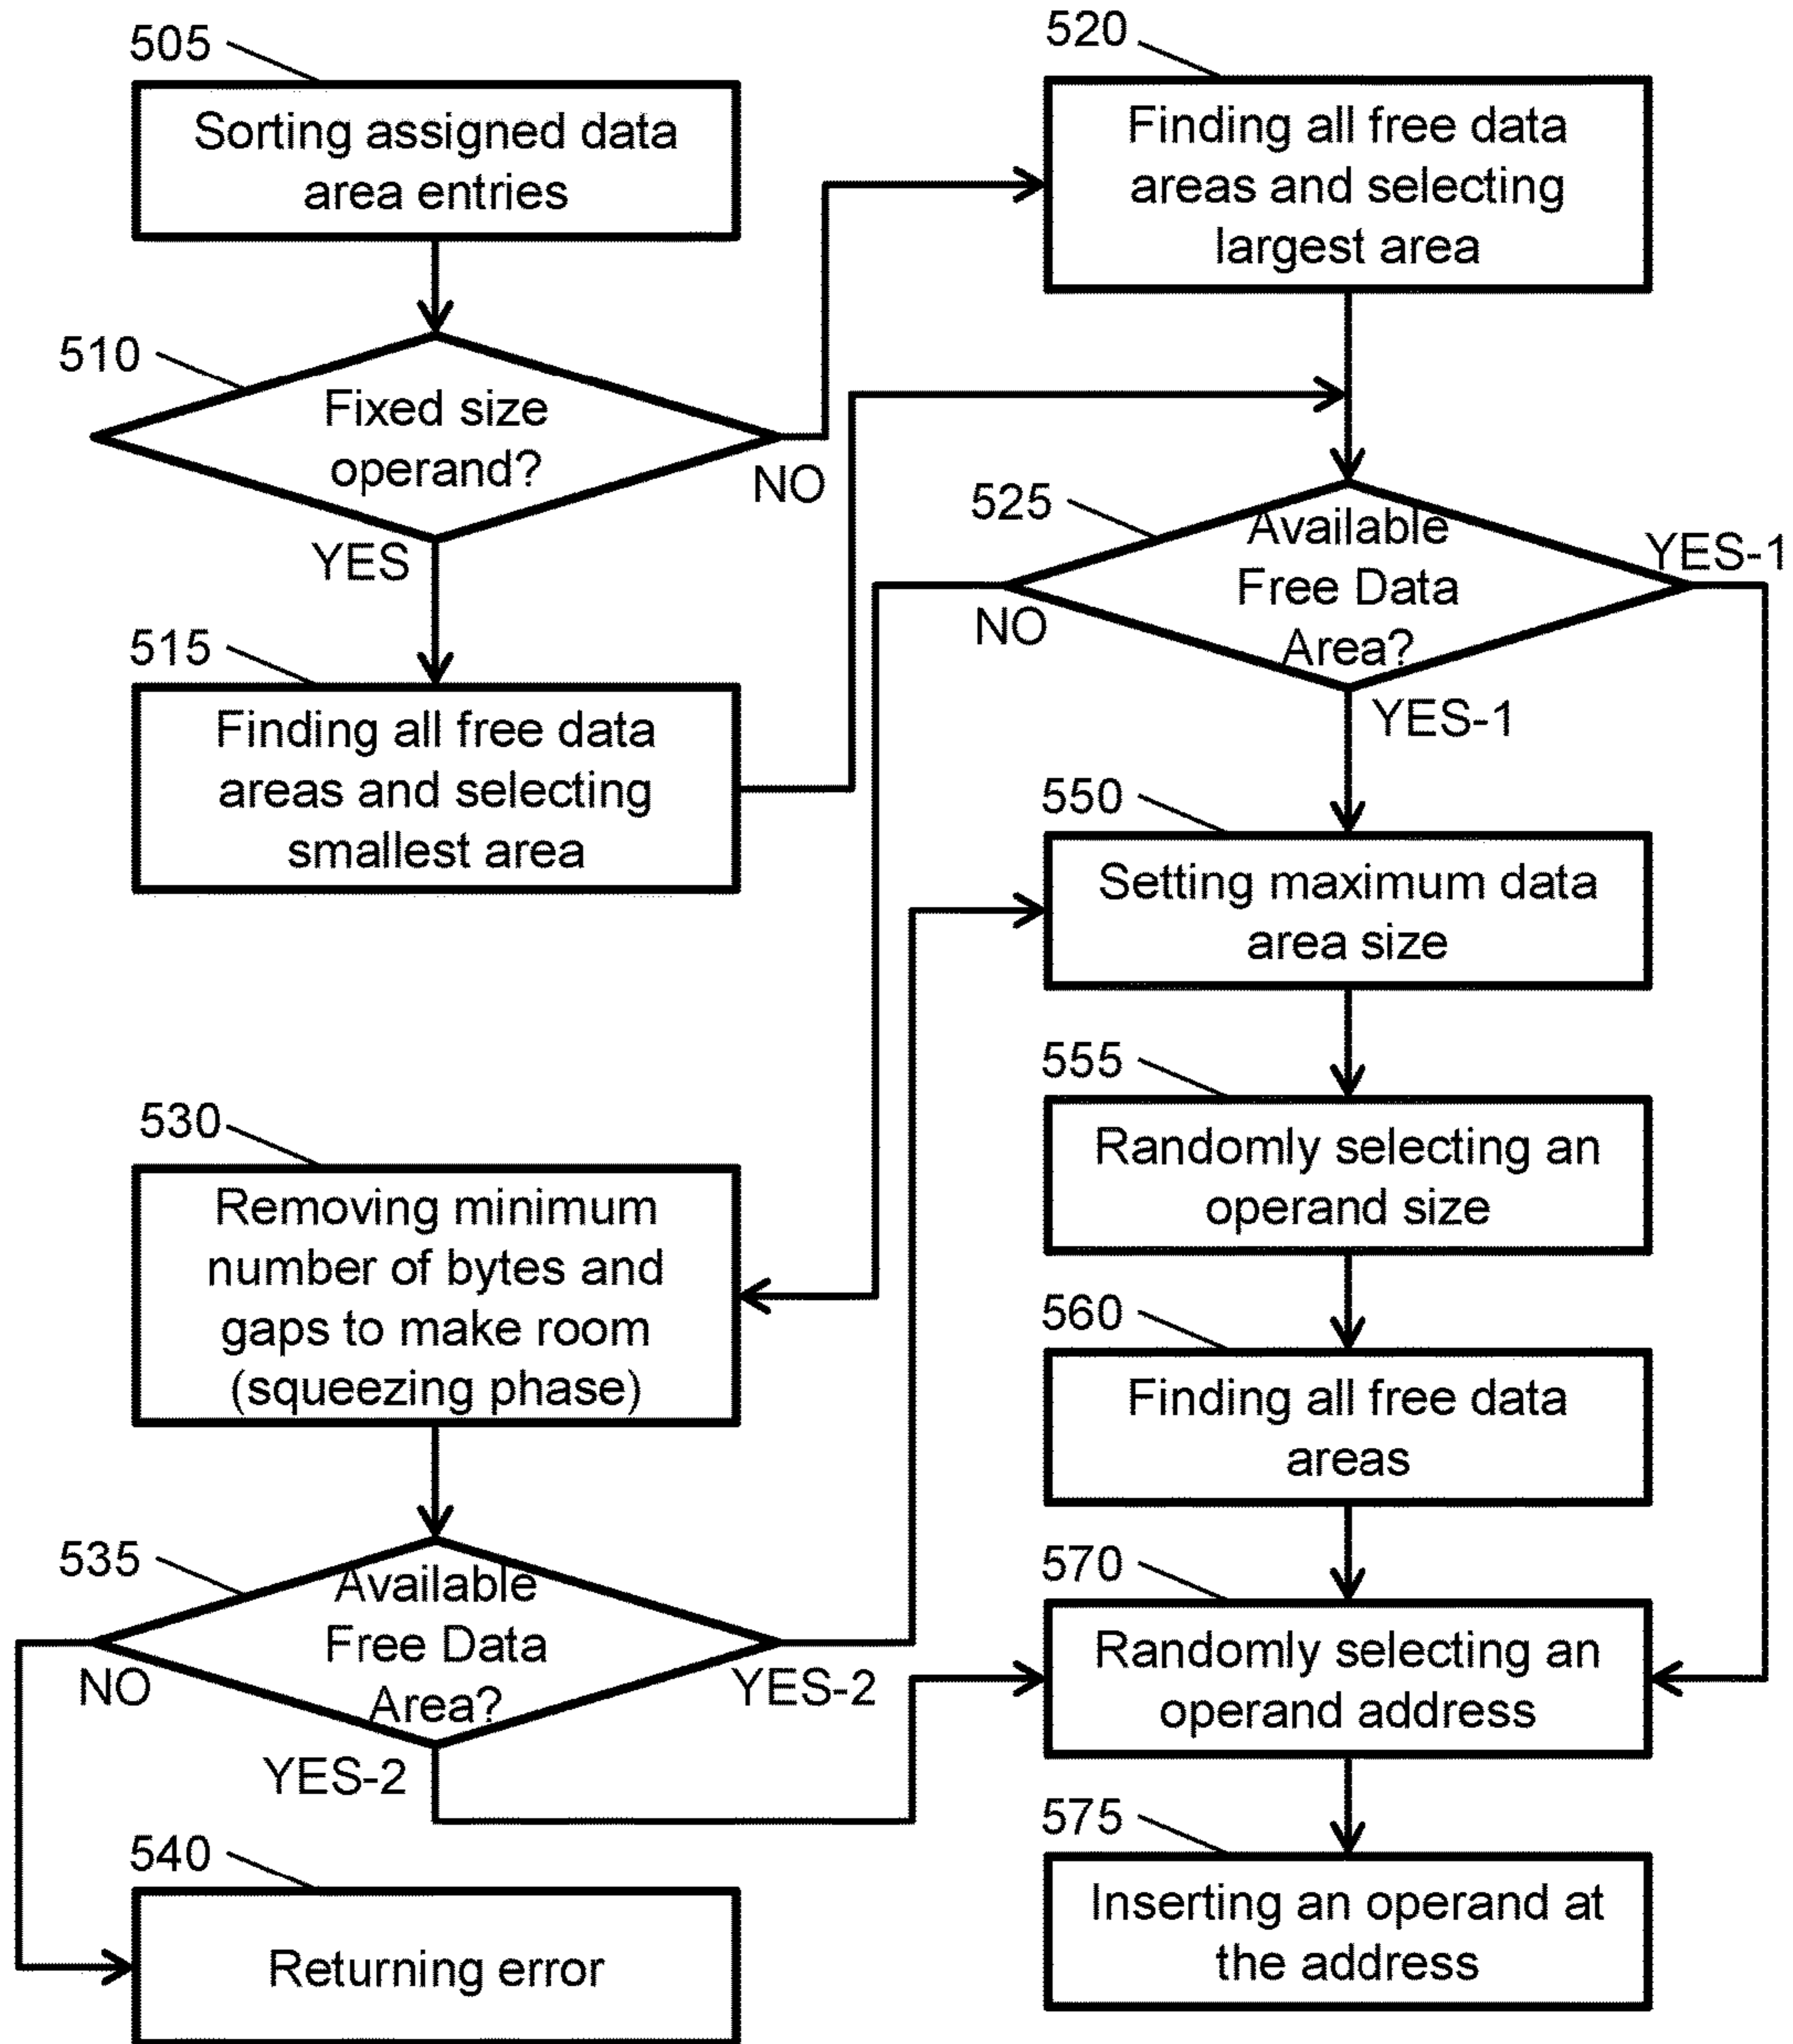 505
Sorting assigned data
area entries
510
Fixed size
operand?
NO
YES
515
Finding all free data
areas and selecting
smallest area
520
Finding all free data
areas and selecting
largest area
525
Available
Free Data
Area?
YES-1
NO
YES-1
530
Removing minimum
number of bytes and
gaps to make room
(squeezing phase)
535
Available
Free Data
Area?
NO
YES-2
YES-2
540
Returning error
550
Setting maximum data
area size
555
Randomly selecting an
operand size
560
Finding all free data
areas
570
Randomly selecting an
operand address
575
Inserting an operand at
the address